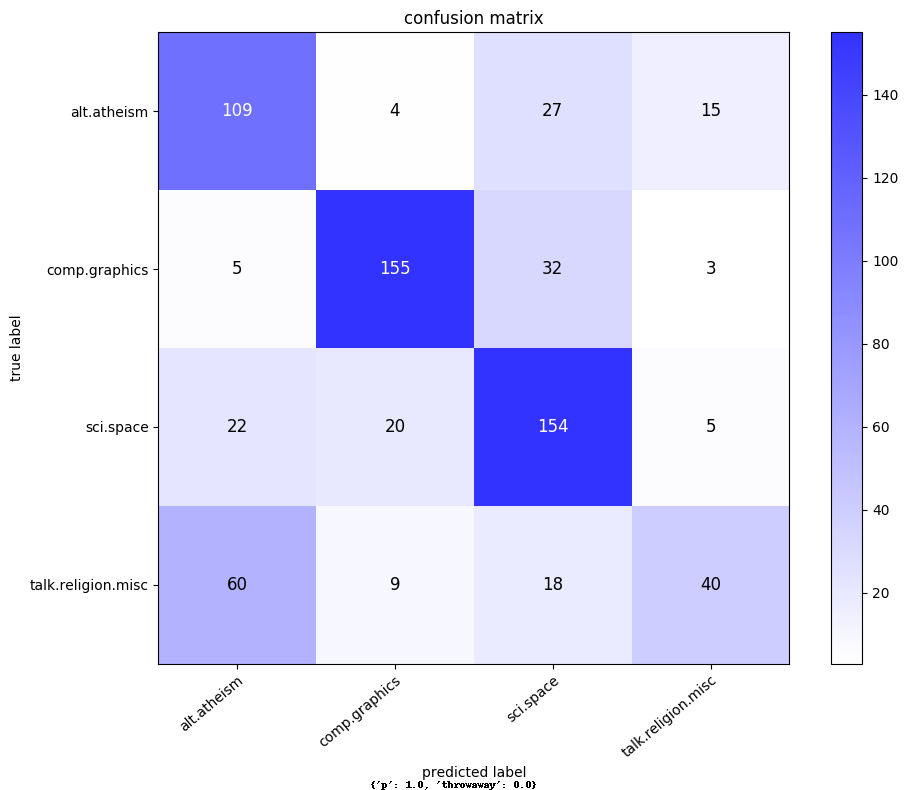 confusion matrix
alt.atheism 109 4 27 15
comp.graphics 5 155 32 3
sci.space 22 20 154 5
talk.religion.misc 60 9 18 40
true label
alt.atheism comp.graphics sci.space talk.religion.misc
predicted label
140
120
100
80
60
40
20
{'p': 1.0, 'throwaway': 0.0}